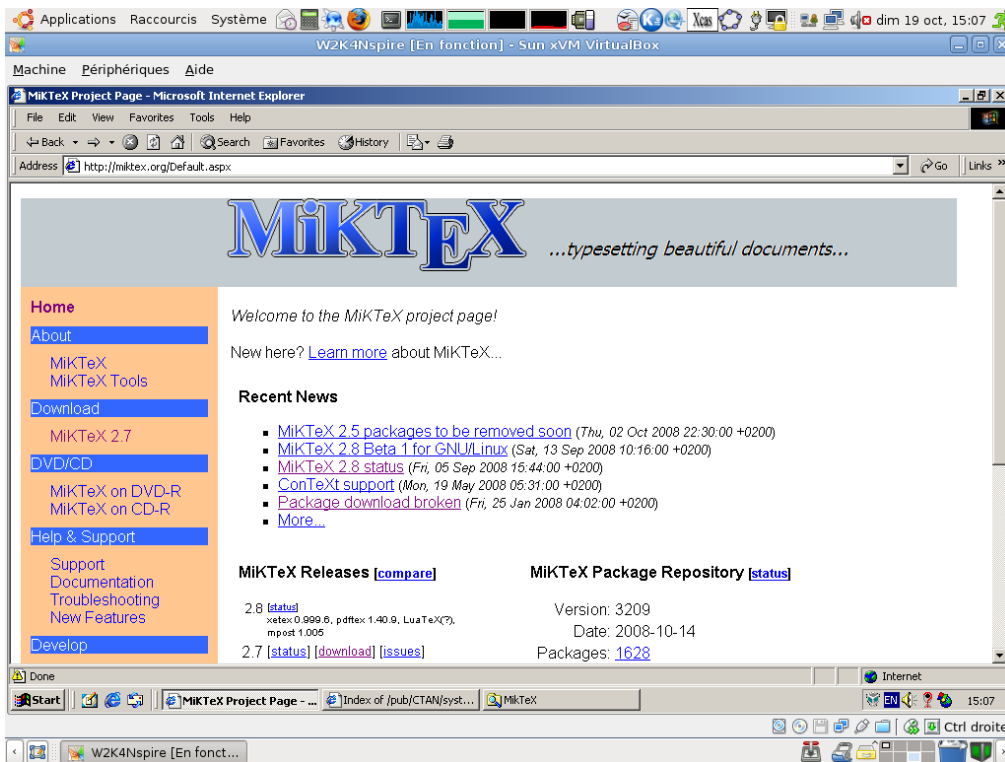 Applications Raccourcis Système Xcas dim 19 oct, 15:07
W2K4Nspire [En fonction] - Sun xVM VirtualBox
Machine Périphériques Aide
MiKTeX Project Page - Microsoft Internet Explorer
File Edit View Favorites Tools Help
Back Search Favorites History
Address http://miktex.org/Default.aspx Go Links »
MiKTEX ...typesetting beautiful documents...
Home
About
MiKTeX
MiKTeX Tools
Download
MiKTeX 2.7
DVD/CD
MiKTeX on DVD-R
MiKTeX on CD-R
Help & Support
Support
Documentation
Troubleshooting
New Features
Develop
Welcome to the MiKTeX project page!
New here? Learn more about MiKTeX...
Recent News
MiKTeX 2.5 packages to be removed soon (Thu, 02 Oct 2008 22:30:00 +0200)
MiKTeX 2.8 Beta 1 for GNU/Linux (Sat, 13 Sep 2008 10:16:00 +0200)
MiKTeX 2.8 status (Fri, 05 Sep 2008 15:44:00 +0200)
ConTeXt support (Mon, 19 May 2008 05:31:00 +0200)
Package download broken (Fri, 25 Jan 2008 04:02:00 +0200)
More...
MiKTeX Releases [compare]
2.8 [status]
xetex 0.999.6, pdftex 1.40.9, LuaTeX(?),
mpost 1.005
2.7 [status] [download] [issues]
MiKTeX Package Repository [status]
Version: 3209
Date: 2008-10-14
Packages: 1628
Done Internet
Start MiKTeX Project Page - ... Index of /pub/CTAN/syst... MikTeX EN 15:07
Ctrl droite
W2K4Nspire [En fonct...